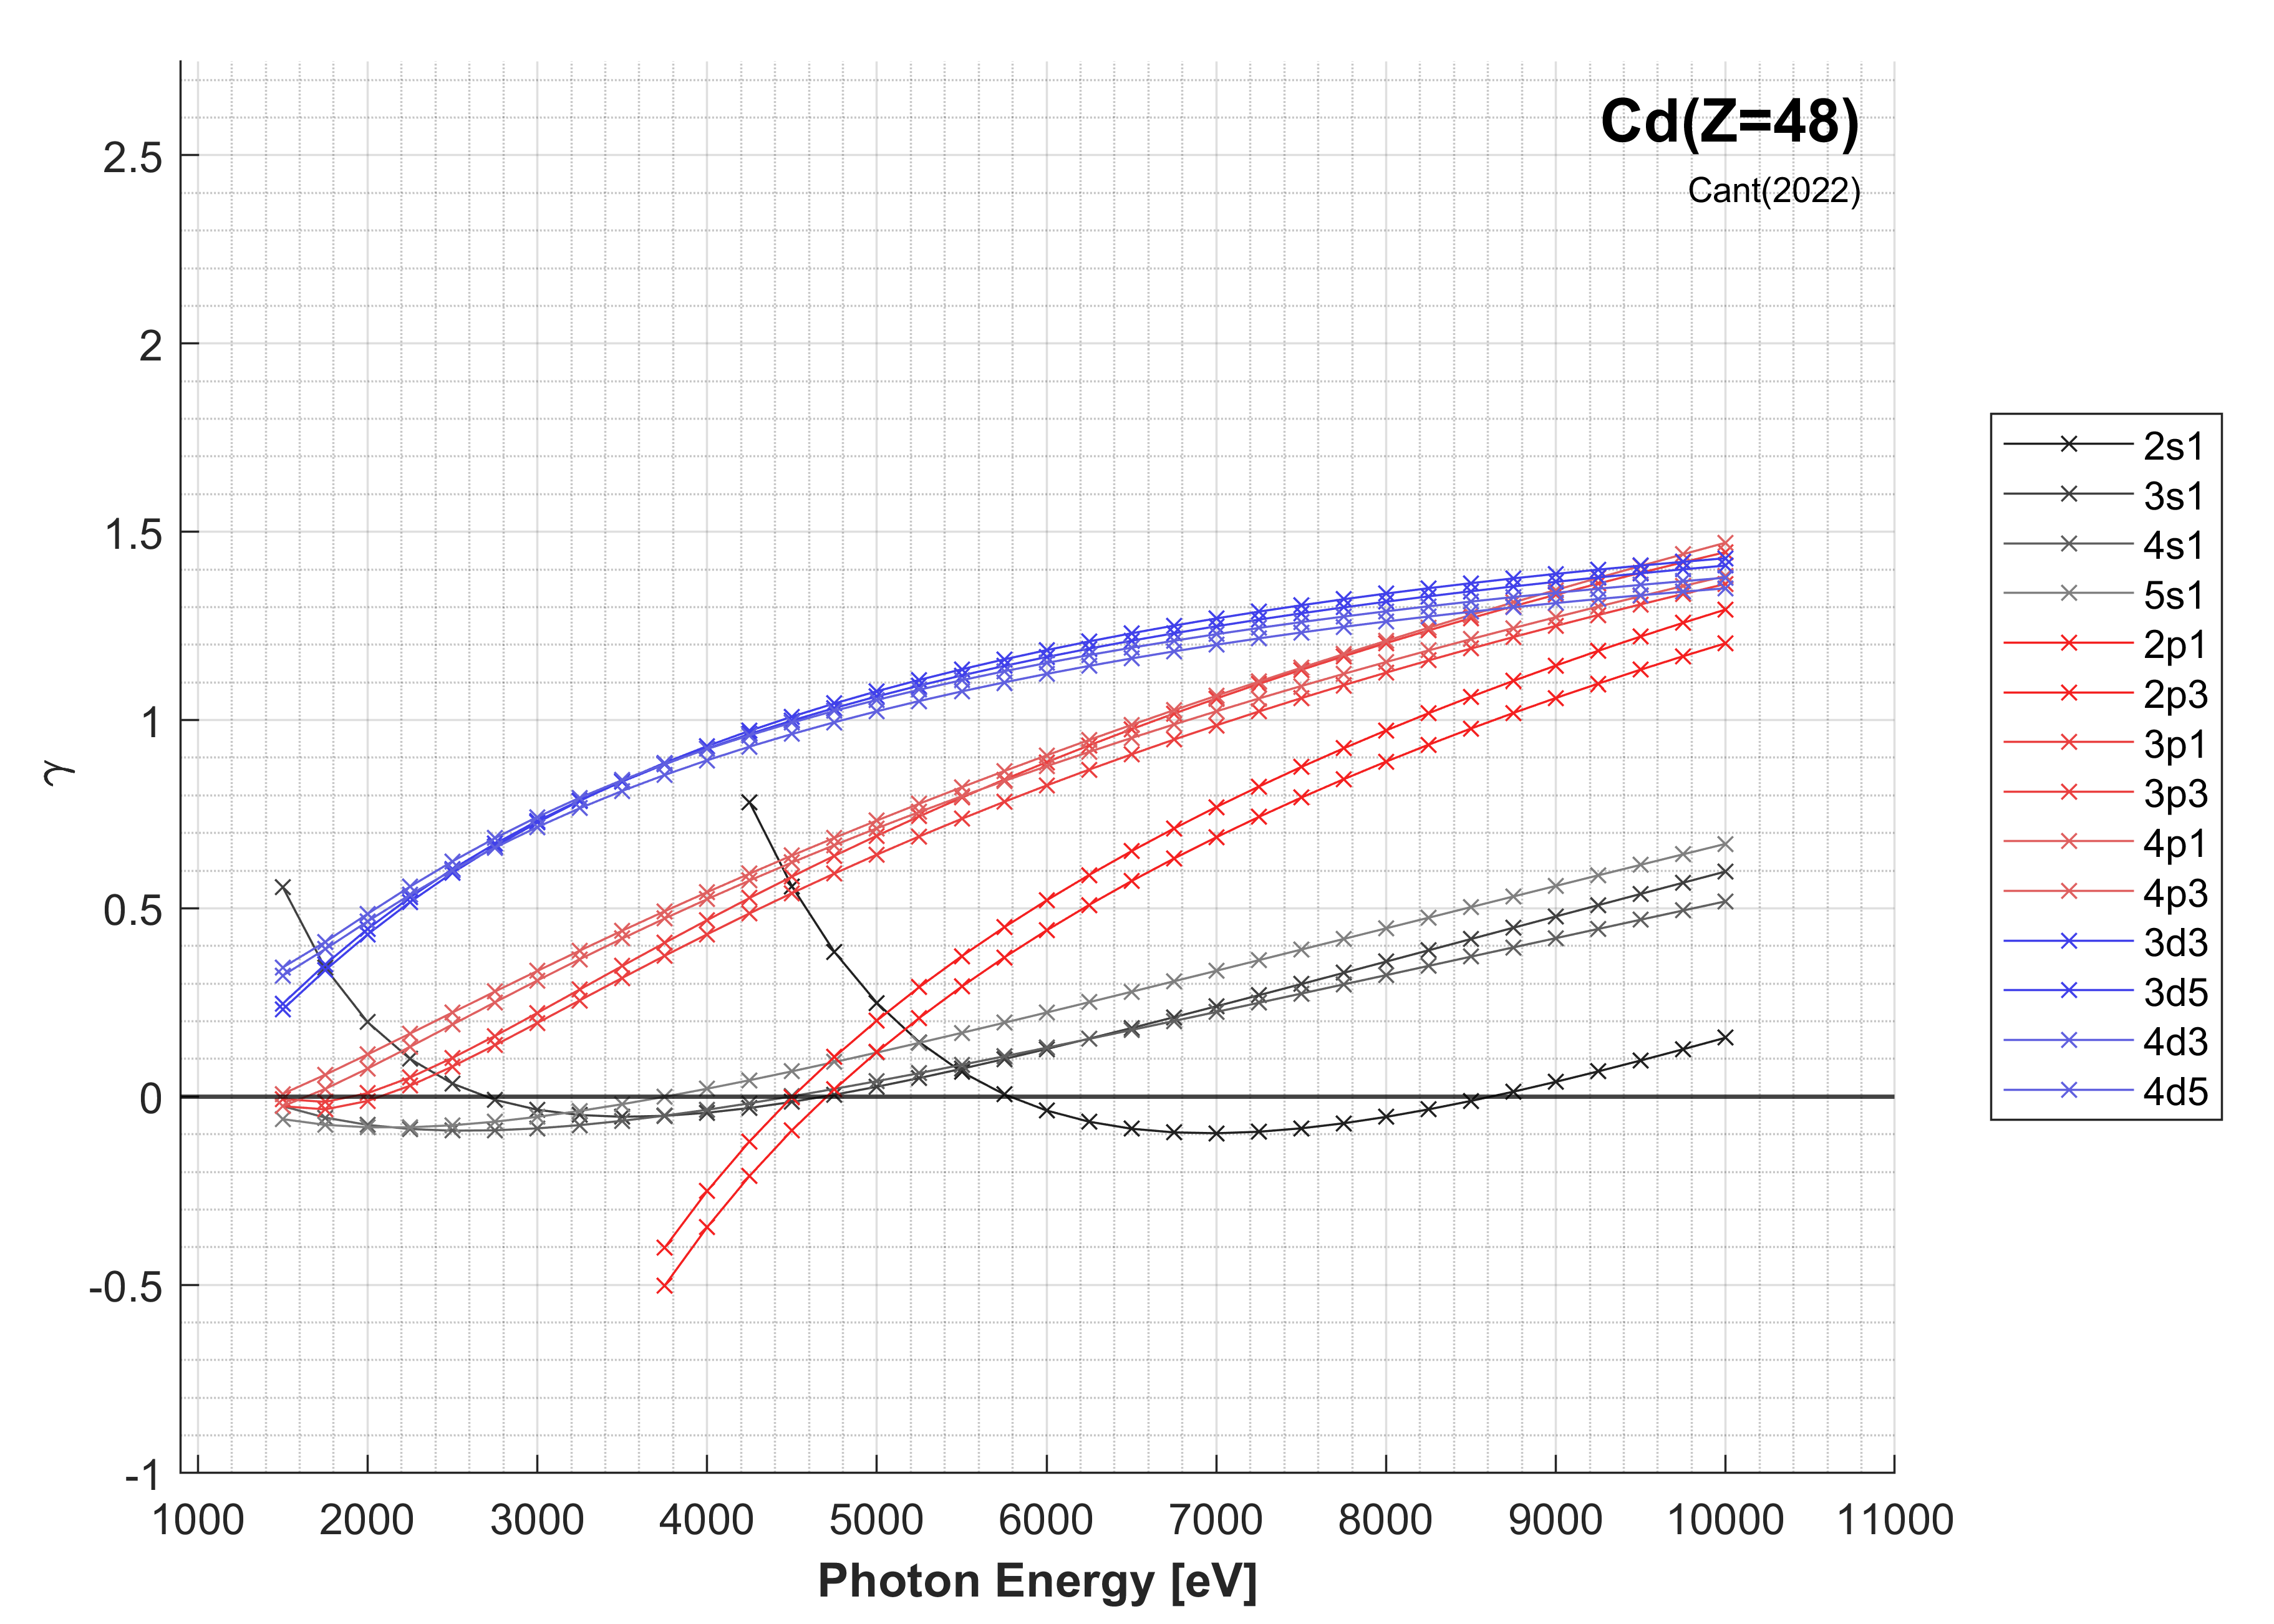 Cd(Z=48)
Cant(2022)
2.5
2
1.5
1
0.5
0
-0.5
-1
γ
1000 2000 3000 4000 5000 6000 7000 8000 9000 10000 11000
Photon Energy [eV]
2s1
3s1
4s1
5s1
2p1
2p3
3p1
3p3
4p1
4p3
3d3
3d5
4d3
4d5